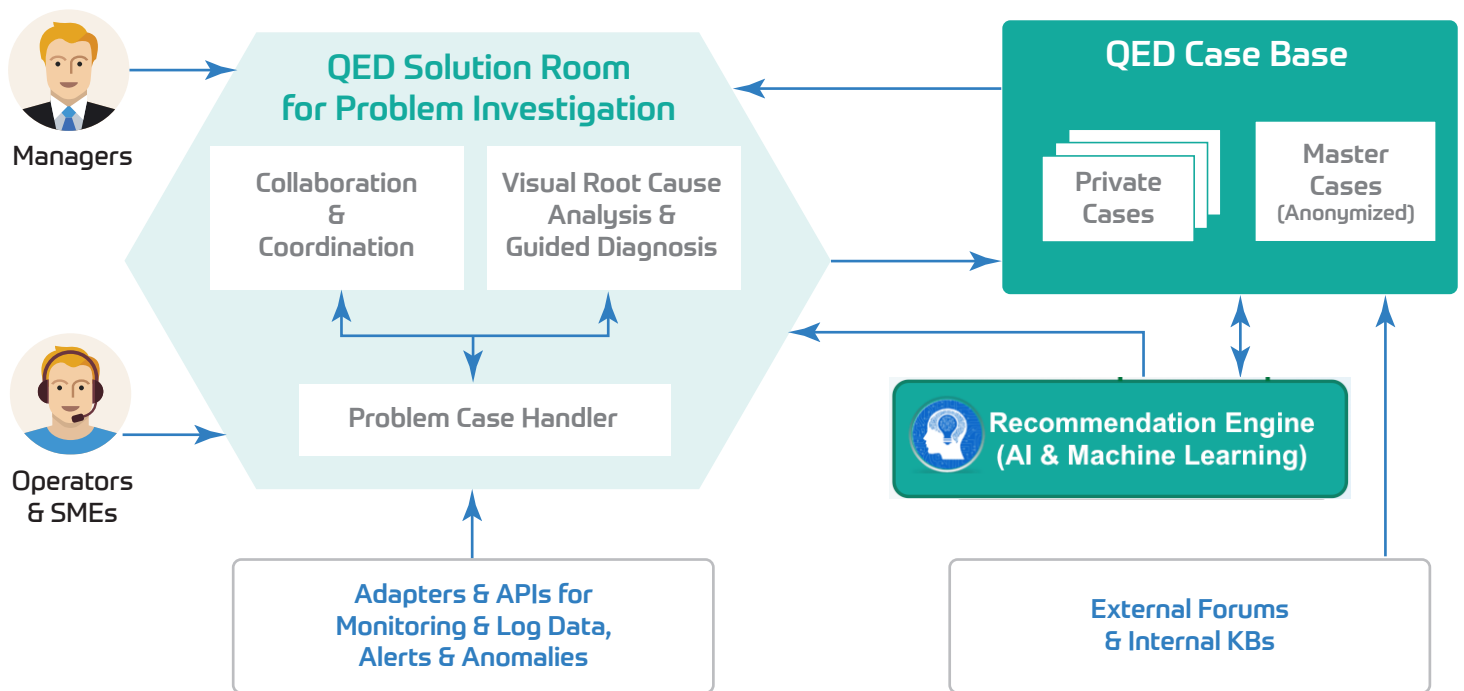 Managers
QED Solution Room
for Problem Investigation
Collaboration
&
Coordination
Visual Root Cause
Analysis &
Guided Diagnosis
Problem Case Handler
Operators
& SMEs
Adapters & APIs for
Monitoring & Log Data,
Alerts & Anomalies
QED Case Base
Private
Cases
Master
Cases
(Anonymized)
Recommendation Engine
(AI & Machine Learning)
External Forums
& Internal KBs